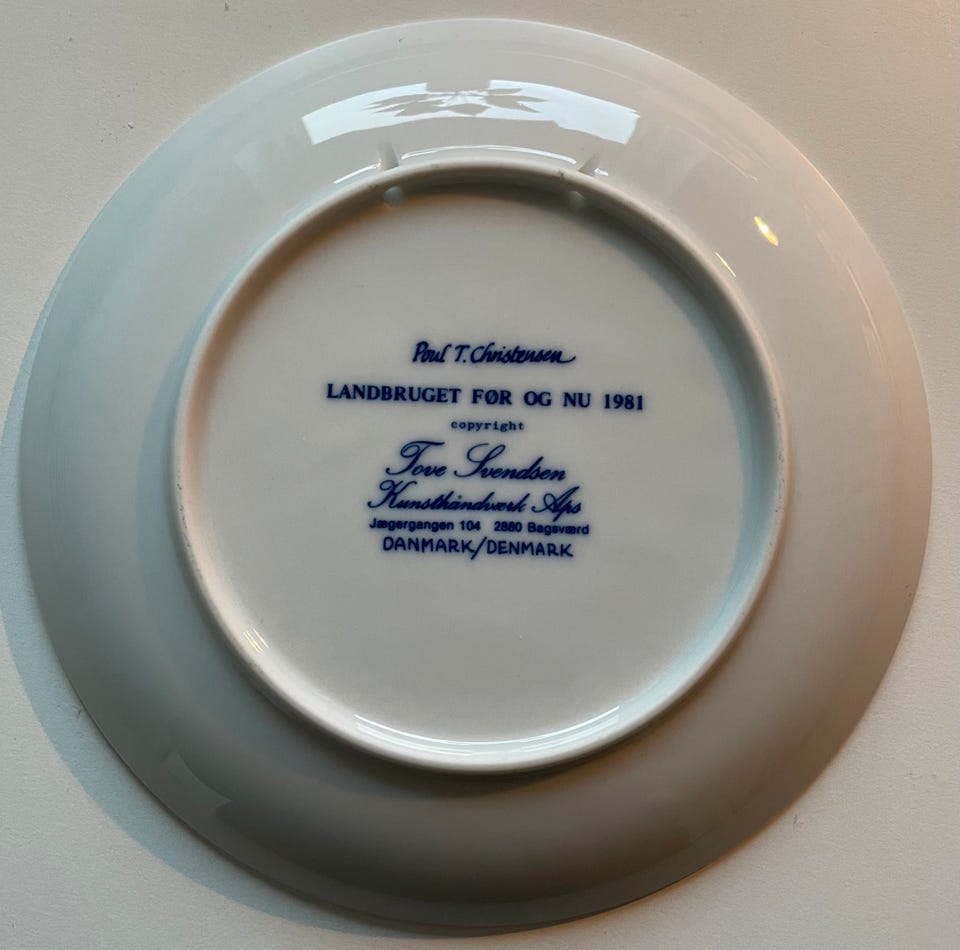 Poul T. Christensen
LANDBRUGET FØR OG NU 1981
copyright
Tove Svendsen
Kunsthåndværk Aps
Jægergangen 104 2880 Bagsværd
DANMARK/DENMARK